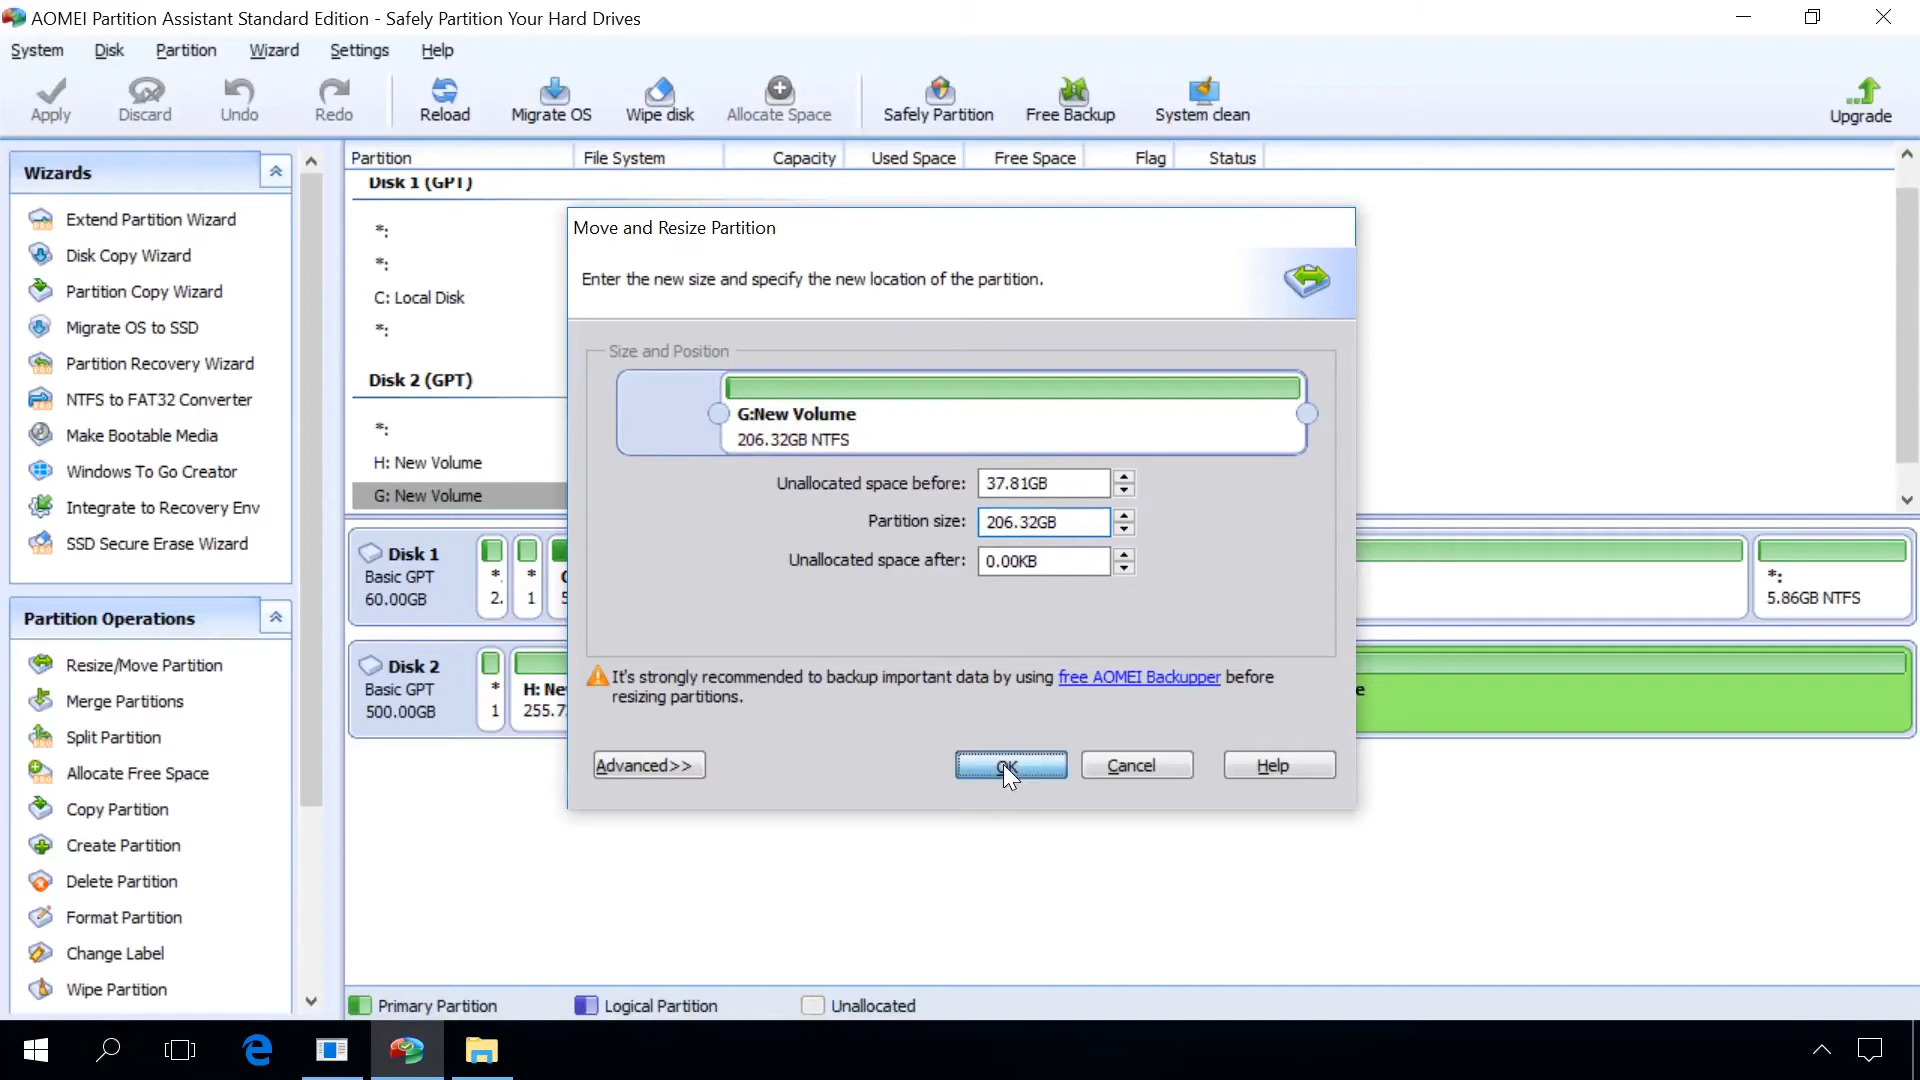 AOMEI Partition Assistant Standard Edition - Safely Partition Your Hard Drives
System Disk Partition Wizard Settings Help
Apply Discard Undo Redo Reload Migrate OS Wipe disk Allocate Space Safely Partition Free Backup System clean Upgrade
Wizards
Extend Partition Wizard
Disk Copy Wizard
Partition Copy Wizard
Migrate OS to SSD
Partition Recovery Wizard
NTFS to FAT32 Converter
Make Bootable Media
Windows To Go Creator
Integrate to Recovery Env
SSD Secure Erase Wizard
Partition Operations
Resize/Move Partition
Merge Partitions
Split Partition
Allocate Free Space
Copy Partition
Create Partition
Delete Partition
Format Partition
Change Label
Wipe Partition
Partition File System Capacity Used Space Free Space Flag Status
Disk 1 (GPT)
*:
*:
C: Local Disk
*:
Disk 2 (GPT)
*:
H: New Volume
G: New Volume
Move and Resize Partition
Enter the new size and specify the new location of the partition.
Size and Position
G:New Volume
206.32GB NTFS
Unallocated space before: 37.81GB
Partition size: 206.32GB
Unallocated space after: 0.00KB
It's strongly recommended to backup important data by using free AOMEI Backupper before
resizing partitions.
Advanced>> OK Cancel Help
Disk 1
Basic GPT
60.00GB
*:
5.86GB NTFS
Disk 2
Basic GPT
500.00GB
*
1
H: Ne
255.7
Primary Partition Logical Partition Unallocated